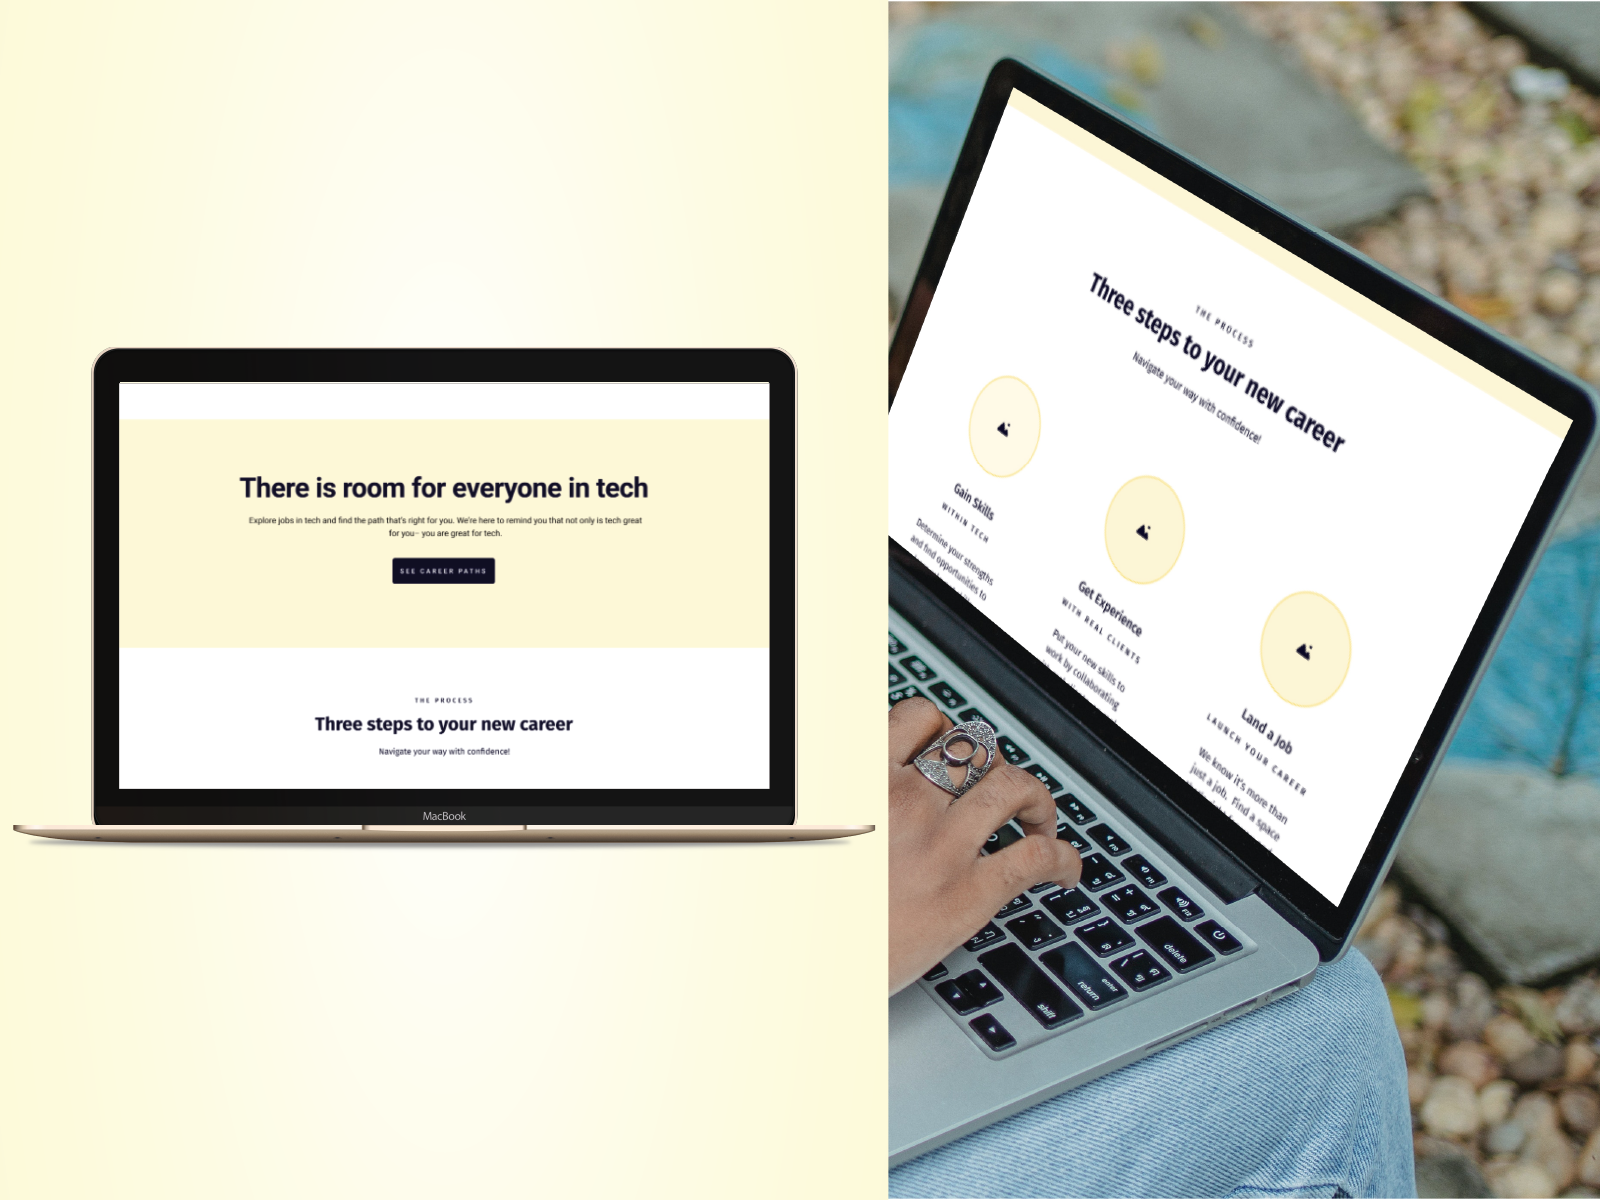 There is room for everyone in tech
Explore jobs in tech and find the path that's right for you. We're here to remind you that not only is tech great
for you– you are great for tech.
SEE CAREER PATHS
THE PROCESS
Three steps to your new career
Navigate your way with confidence!
MacBook
THE PROCESS
Three steps to your new career
Navigate your way with confidence!
Gain Skills
WITHIN TECH
Determine your strengths
and find opportunities to
Get Experience
WITH REAL CLIENTS
Put your new skills to
work by collaborating
Land a Job
LAUNCH YOUR CAREER
We know it's more than
just a job. Find a space
delete
enter
return
shift